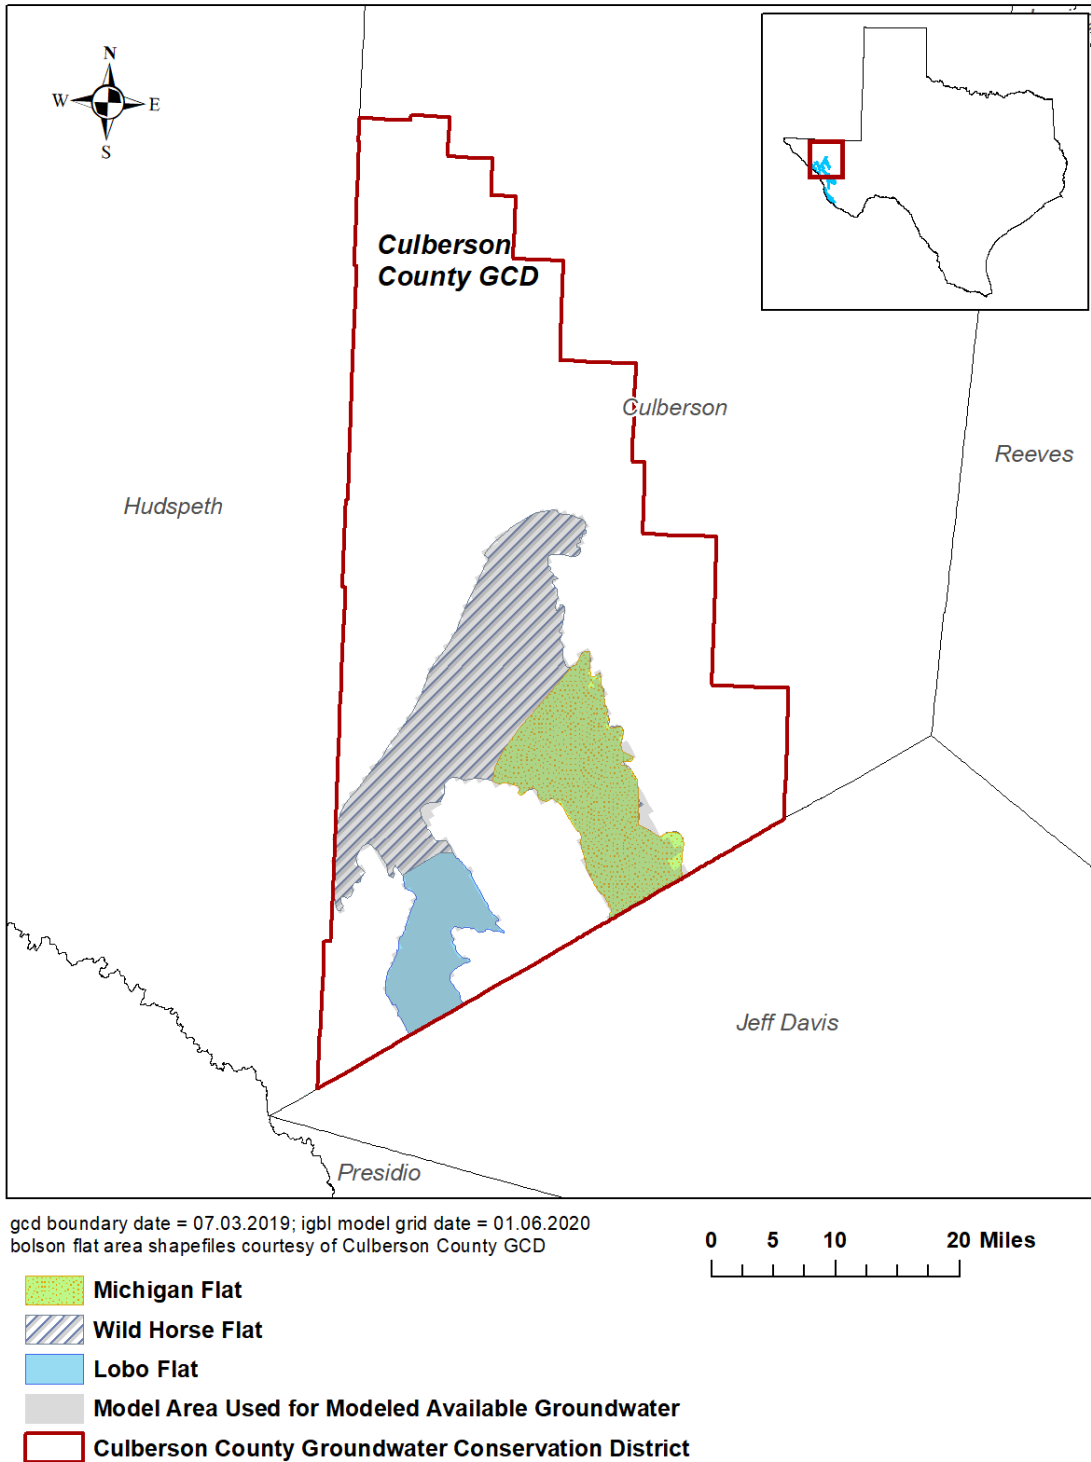 N
W
E
S
Culberson
County GCD
Culberson
Reeves
Hudspeth
Jeff Davis
Presidio
gcd boundary date = 07.03.2019; igbl model grid date = 01.06.2020
bolson flat area shapefiles courtesy of Culberson County GCD
0 5 10 20 Miles
Michigan Flat
Wild Horse Flat
Lobo Flat
Model Area Used for Modeled Available Groundwater
Culberson County Groundwater Conservation District